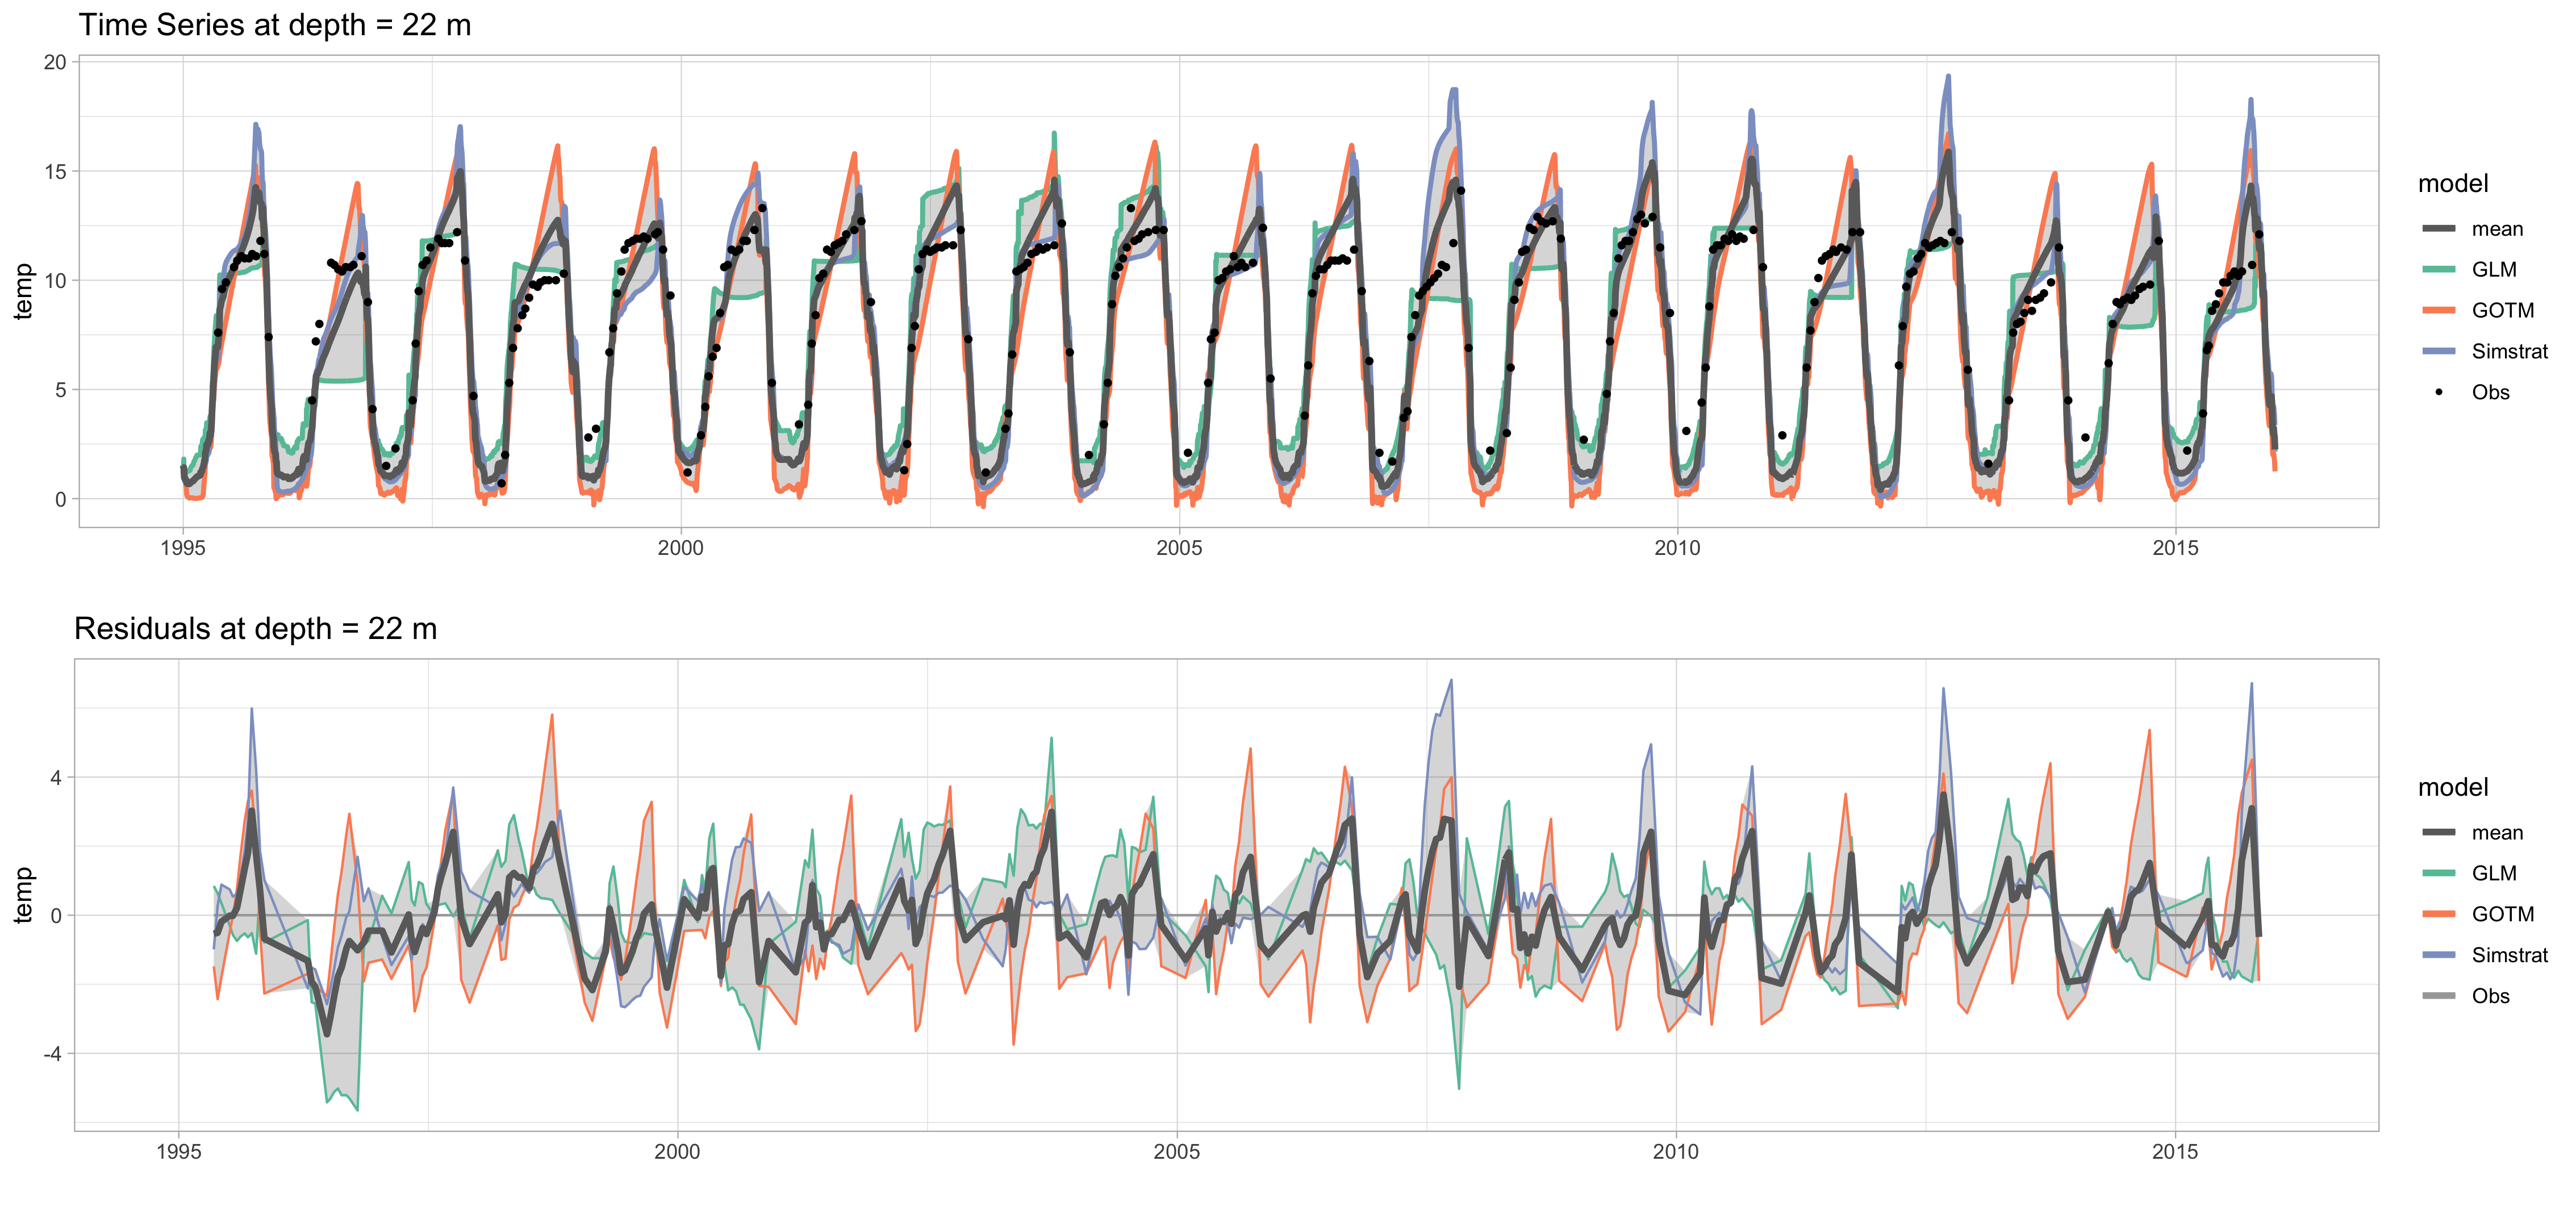 Time Series at depth = 22 m
temp
20
15
10
5
0
1995
2000
2005
2010
2015
model
mean
GLM
GOTM
Simstrat
Obs
Residuals at depth = 22 m
temp
4
0
-4
1995
2000
2005
2010
2015
model
mean
GLM
GOTM
Simstrat
Obs